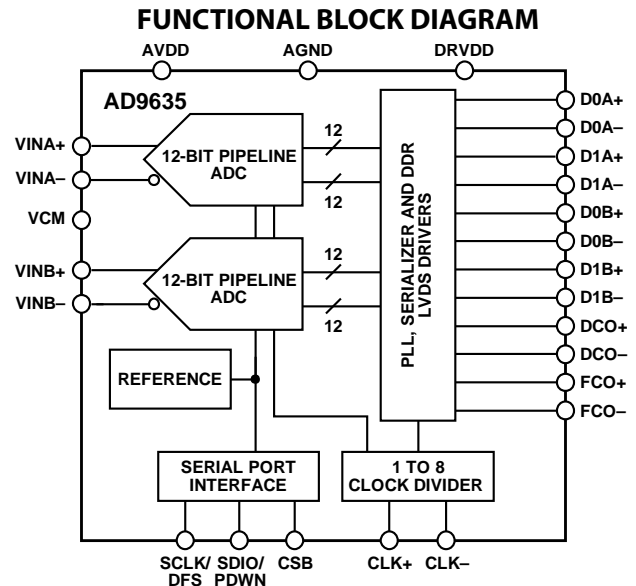 FUNCTIONAL BLOCK DIAGRAM
AVDD
AGND
DRVDD
AD9635
VINA+
VINA–
VCM
VINB+
VINB–
12-BIT PIPELINE
ADC
12
12
12-BIT PIPELINE
ADC
12
12
REFERENCE
PLL, SERIALIZER AND DDR
LVDS DRIVERS
D0A+
D0A–
D1A+
D1A–
D0B+
D0B–
D1B+
D1B–
DCO+
DCO–
FCO+
FCO–
SERIAL PORT
INTERFACE
1 TO 8
CLOCK DIVIDER
SCLK/
DFS
SDIO/
PDWN
CSB
CLK+
CLK–